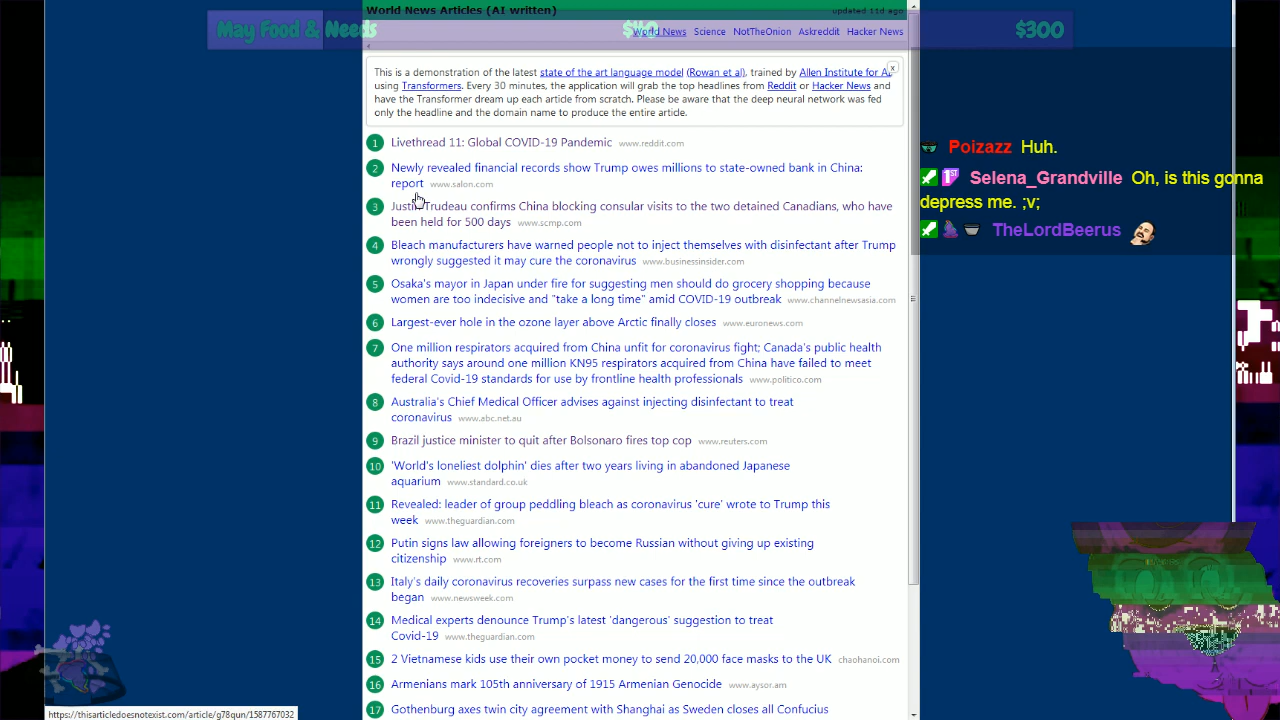 World News Articles (AI written)
updated 11d ago
May Food & Needs
$40
$300
World News Science NotTheOnion Askreddit Hacker News
This is a demonstration of the latest state of the art language model (Rowan et al), trained by Allen Institute for AI
x
using Transformers. Every 30 minutes, the application will grab the top headlines from Reddit or Hacker News and
have the Transformer dream up each article from scratch. Please be aware that the deep neural network was fed
only the headline and the domain name to produce the entire article.
1 Livethread 11: Global COVID-19 Pandemic www.reddit.com
2 Newly revealed financial records show Trump owes millions to state-owned bank in China:
report www.salon.com
3 Justin Trudeau confirms China blocking consular visits to the two detained Canadians, who have
been held for 500 days www.scmp.com
4 Bleach manufacturers have warned people not to inject themselves with disinfectant after Trump
wrongly suggested it may cure the coronavirus www.businessinsider.com
5 Osaka's mayor in Japan under fire for suggesting men should do grocery shopping because
women are too indecisive and "take a long time" amid COVID-19 outbreak www.channelnewsasia.com
6 Largest-ever hole in the ozone layer above Arctic finally closes www.euronews.com
7 One million respirators acquired from China unfit for coronavirus fight; Canada's public health
authority says around one million KN95 respirators acquired from China have failed to meet
federal Covid-19 standards for use by frontline health professionals www.politico.com
8 Australia's Chief Medical Officer advises against injecting disinfectant to treat
coronavirus www.abc.net.au
9 Brazil justice minister to quit after Bolsonaro fires top cop www.reuters.com
10 'World's loneliest dolphin' dies after two years living in abandoned Japanese
aquarium www.standard.co.uk
11 Revealed: leader of group peddling bleach as coronavirus 'cure' wrote to Trump this
week www.theguardian.com
12 Putin signs law allowing foreigners to become Russian without giving up existing
citizenship www.rt.com
13 Italy's daily coronavirus recoveries surpass new cases for the first time since the outbreak
began www.newsweek.com
14 Medical experts denounce Trump's latest 'dangerous' suggestion to treat
Covid-19 www.theguardian.com
15 2 Vietnamese kids use their own pocket money to send 20,000 face masks to the UK chaohanoi.com
16 Armenians mark 105th anniversary of 1915 Armenian Genocide www.aysor.am
17 Gothenburg axes twin city agreement with Shanghai as Sweden closes all Confucius
https://thisarticledoesnotexist.com/article/g78qun/1587767032
Poizazz Huh.
1ST Selena_Grandville Oh, is this gonna
depress me. ;v;
TheLordBeerus